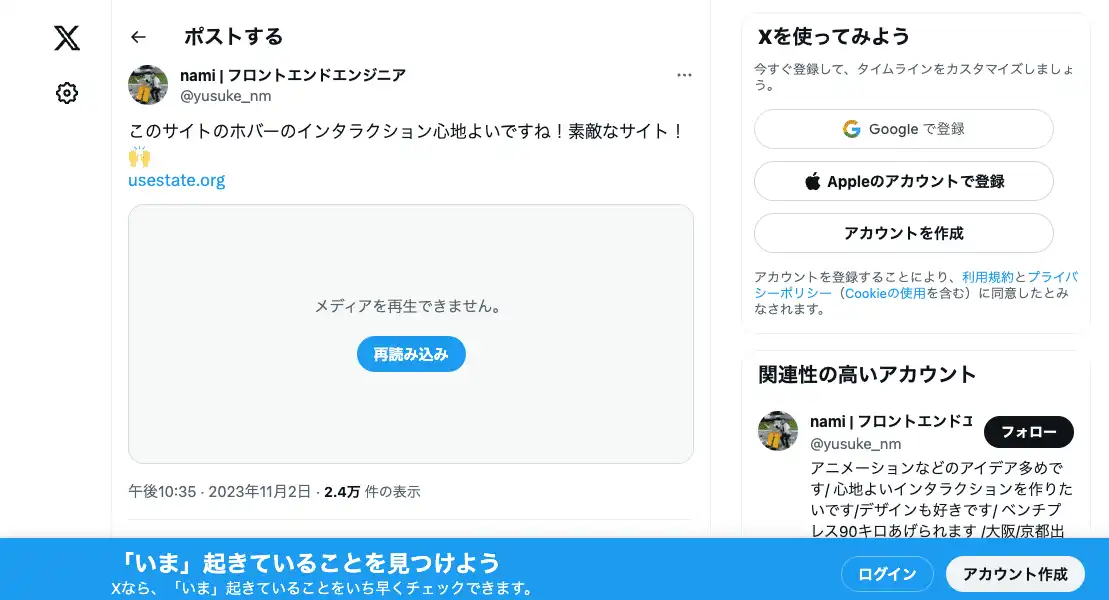 ポストする
nami | フロントエンドエンジニア
@yusuke_nm
このサイトのホバーのインタラクション心地よいですね！素敵なサイト！
🙌
usestate.org
メディアを再生できません。
再読み込み
午後10:35 · 2023年11月2日 · 2.4万 件の表示
Xを使ってみよう
今すぐ登録して、タイムラインをカスタマイズしましょ
う。
Google で登録
Appleのアカウントで登録
アカウントを作成
アカウントを登録することにより、利用規約とプライバ
シーポリシー（Cookieの使用を含む）に同意したとみ
なされます。
関連性の高いアカウント
nami | フロントエンドエ
フォロー
@yusuke_nm
アニメーションなどのアイデア多めで
す/ 心地よいインタラクションを作りた
いです/デザインも好きです/ ベンチプ
レス90キロあげられます /大阪/京都出
「いま」起きていることを見つけよう
Xなら、「いま」起きていることをいち早くチェックできます。
ログイン
アカウント作成